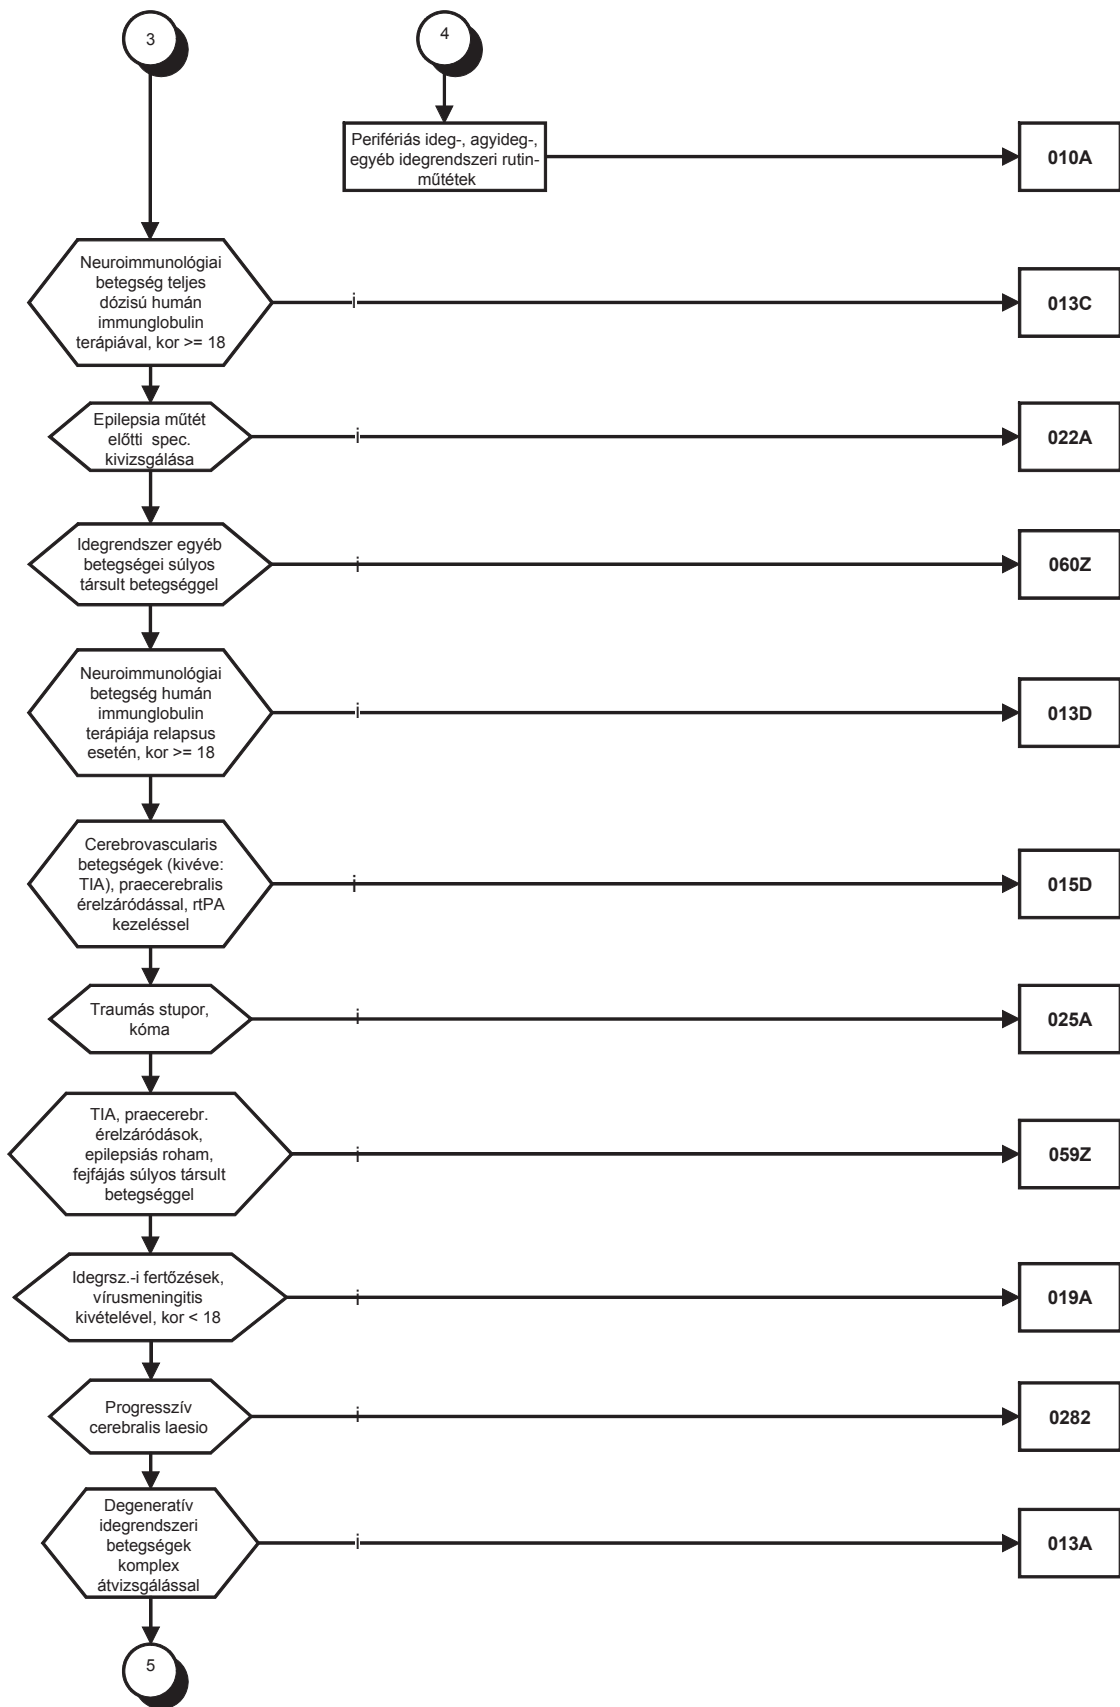 3
4
Perifériás ideg-, agyideg-,
egyéb idegrendszeri rutin-
műtétek
010A
Neuroimmunológiai
betegség teljes
dózisú humán
immunglobulin
terápiával, kor >= 18
i
013C
Epilepsia műtét
előtti spec.
kivizsgálása
i
022A
Idegrendszer egyéb
betegségei súlyos
társult betegséggel
i
060Z
Neuroimmunológiai
betegség humán
immunglobulin
terápiája relapsus
esetén, kor >= 18
i
013D
Cerebrovascularis
betegségek (kivéve:
TIA), praecerebralis
érelzáródással, rtPA
kezeléssel
i
015D
Traumás stupor,
kóma
i
025A
TIA, praecerebr.
érelzáródások,
epilepsiás roham,
fejfájás súlyos társult
betegséggel
i
059Z
Idegrsz.-i fertőzések,
vírusmeningitis
kivételével, kor < 18
i
019A
Progresszív
cerebralis laesio
i
0282
Degeneratív
idegrendszeri
betegségek
komplex
átvizsgálással
i
013A
5